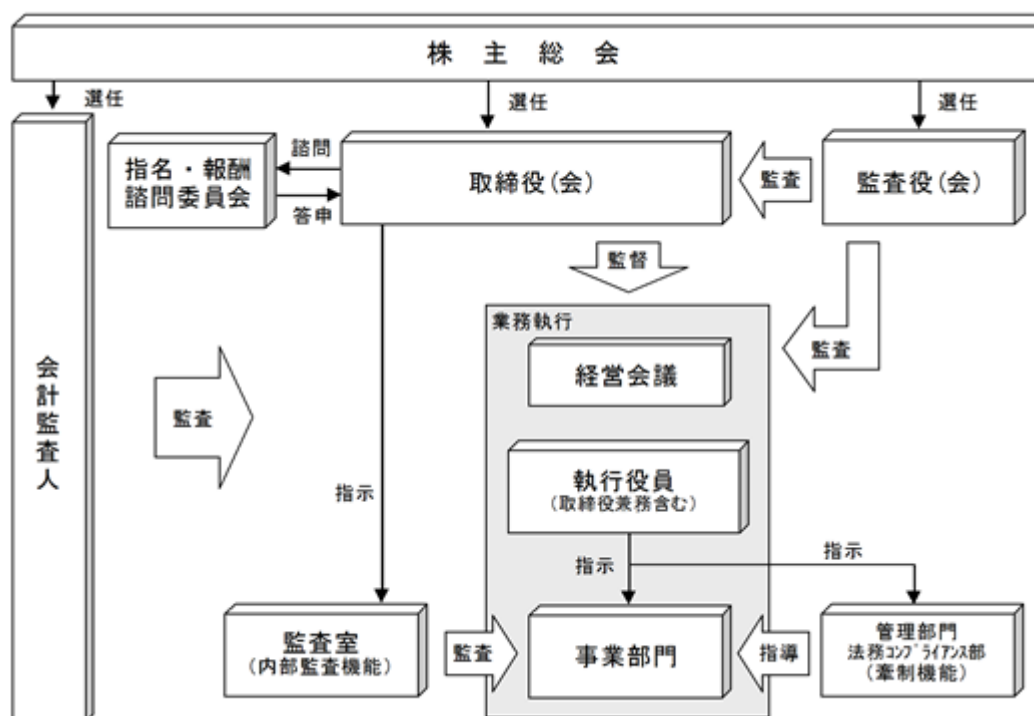 株主総会
選任
選任
選任
指名・報酬
諮問委員会
諮問
答申
取締役(会)
監査
監査役(会)
監督
業務執行
経営会議
監査
会計監査人
監査
執行役員
(取締役兼務含む)
指示
指示
指示
監査室
(内部監査機能)
監査
事業部門
指導
管理部門
法務コンプライアンス部
(牽制機能)